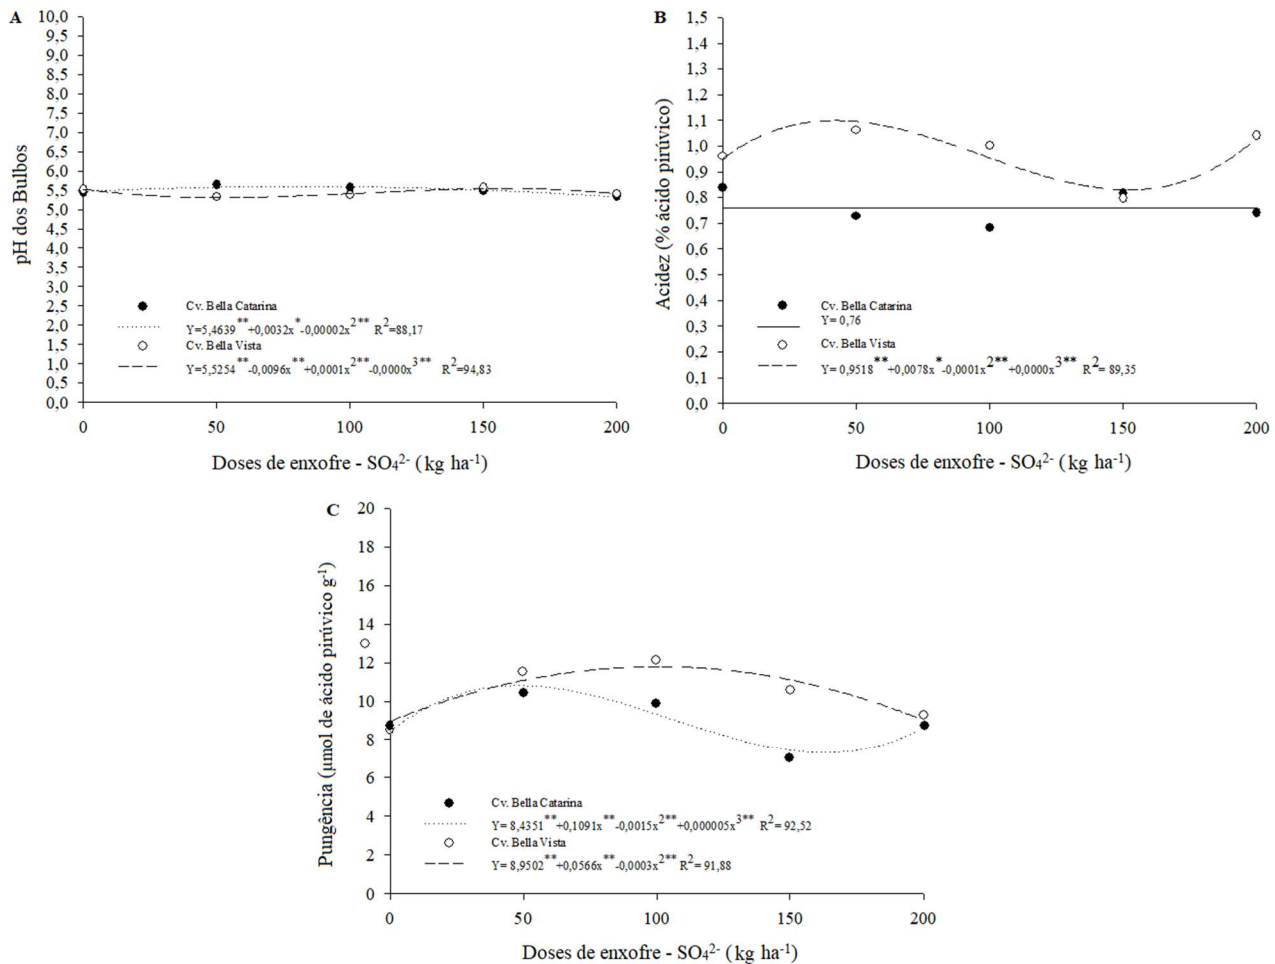 A
pH dos Bulbos
10,0
9,5
9,0
8,5
8,0
7,5
7,0
6,5
6,0
5,5
5,0
4,5
4,0
3,5
3,0
2,5
2,0
1,5
1,0
0,5
0,0
Cv. Bella Catarina
Y=5,4639**+0,0032x*-0,00002x²** R²=88,17
Cv. Bella Vista
Y=5,5254**-0,0096x**+0,0001x²**-0,0000x³** R²=94,83
0 50 100 150 200
Doses de enxofre - SO₄²⁻ (kg ha⁻¹)
B
Acidez (% ácido pirúvico)
1,5
1,4
1,3
1,2
1,1
1,0
0,9
0,8
0,7
0,6
0,5
0,4
0,3
0,2
0,1
0,0
Cv. Bella Catarina
Y= 0,76
Cv. Bella Vista
Y= 0,9518**+0,0078x*-0,0001x²**+0,0000x³** R²= 89,35
0 50 100 150 200
Doses de enxofre - SO₄²⁻ (kg ha⁻¹)
C
Pungência (µmol de ácido pirúvico g⁻¹)
20
18
16
14
12
10
8
6
4
2
0
Cv. Bella Catarina
Y= 8,4351**+0,1091x**-0,0015x²**+0,000005x³** R²= 92,52
Cv. Bella Vista
Y= 8,9502**+0,0566x**-0,0003x²** R²= 91,88
0 50 100 150 200
Doses de enxofre - SO₄²⁻ (kg ha⁻¹)